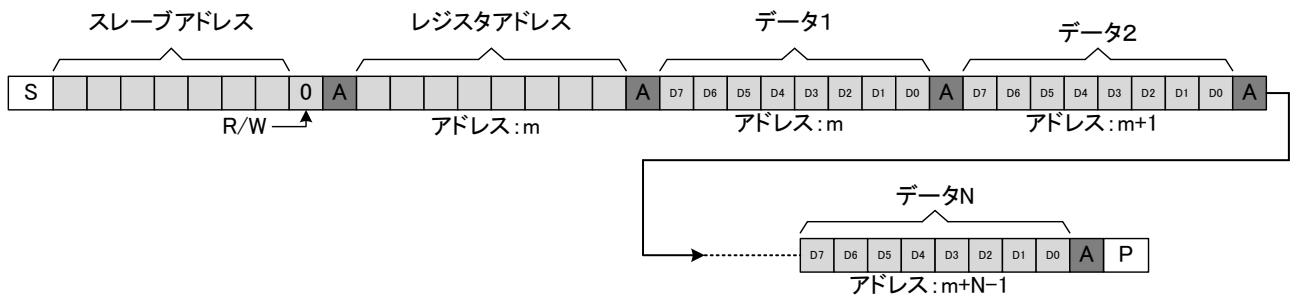 スレーブアドレス
レジスタアドレス
データ1
データ2
S 0 A A D7 D6 D5 D4 D3 D2 D1 D0 A D7 D6 D5 D4 D3 D2 D1 D0 A
R/W
アドレス:m
アドレス:m
アドレス:m+1
データN
D7 D6 D5 D4 D3 D2 D1 D0 A P
アドレス:m+N-1